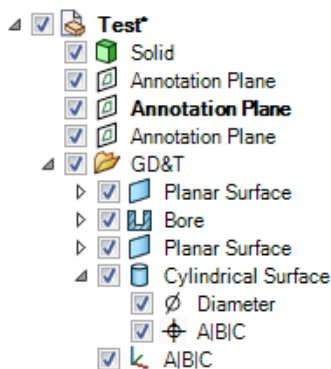 Test*
Solid
Annotation Plane
Annotation Plane
Annotation Plane
GD&T
Planar Surface
Bore
Planar Surface
Cylindrical Surface
Diameter
A|B|C
A|B|C